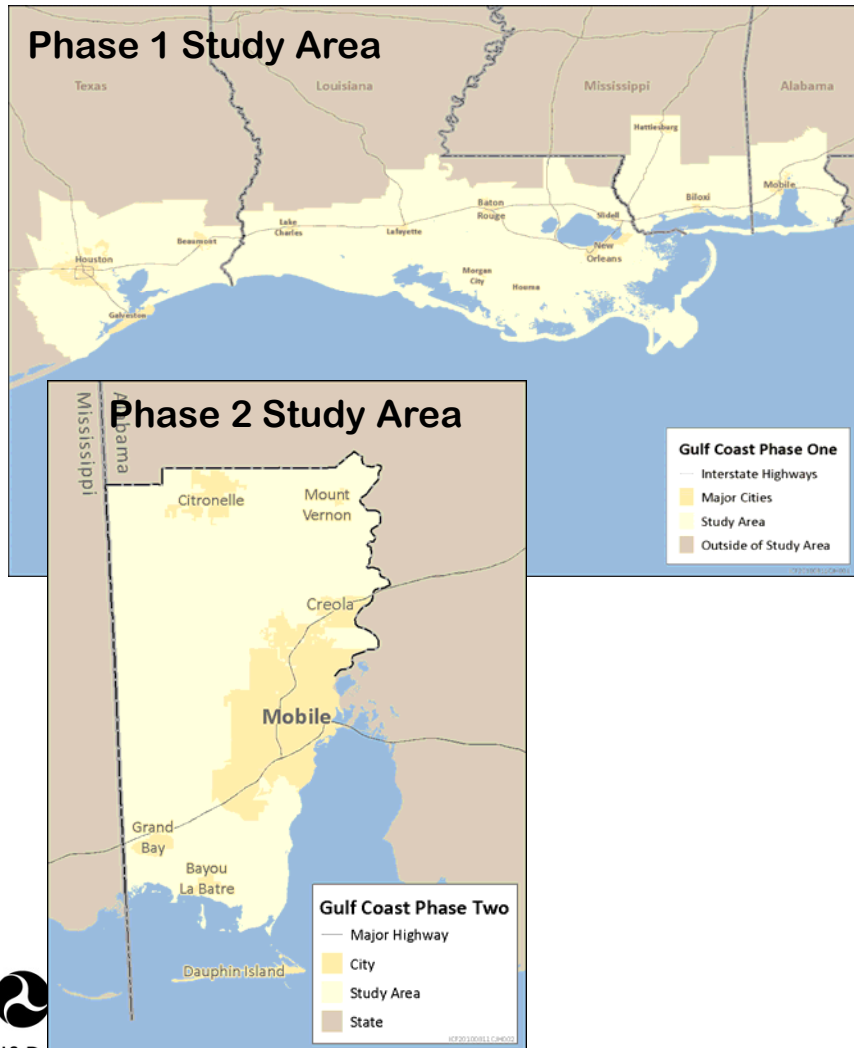 Phase 1 Study Area
Texas
Louisiana
Mississippi
Alabama
Hattiesburg
Mobile
Biloxi
Baton
Rouge
Slidell
Lake
Charles
Lafayette
New
Orleans
Beaumont
Houston
Morgan
City
Houma
Galveston
Gulf Coast Phase One
Interstate Highways
Major Cities
Study Area
Outside of Study Area
Phase 2 Study Area
Mississippi
Alabama
Citronelle
Mount
Vernon
Creola
Mobile
Grand
Bay
Bayou
La Batre
Dauphin Island
Gulf Coast Phase Two
Major Highway
City
Study Area
State